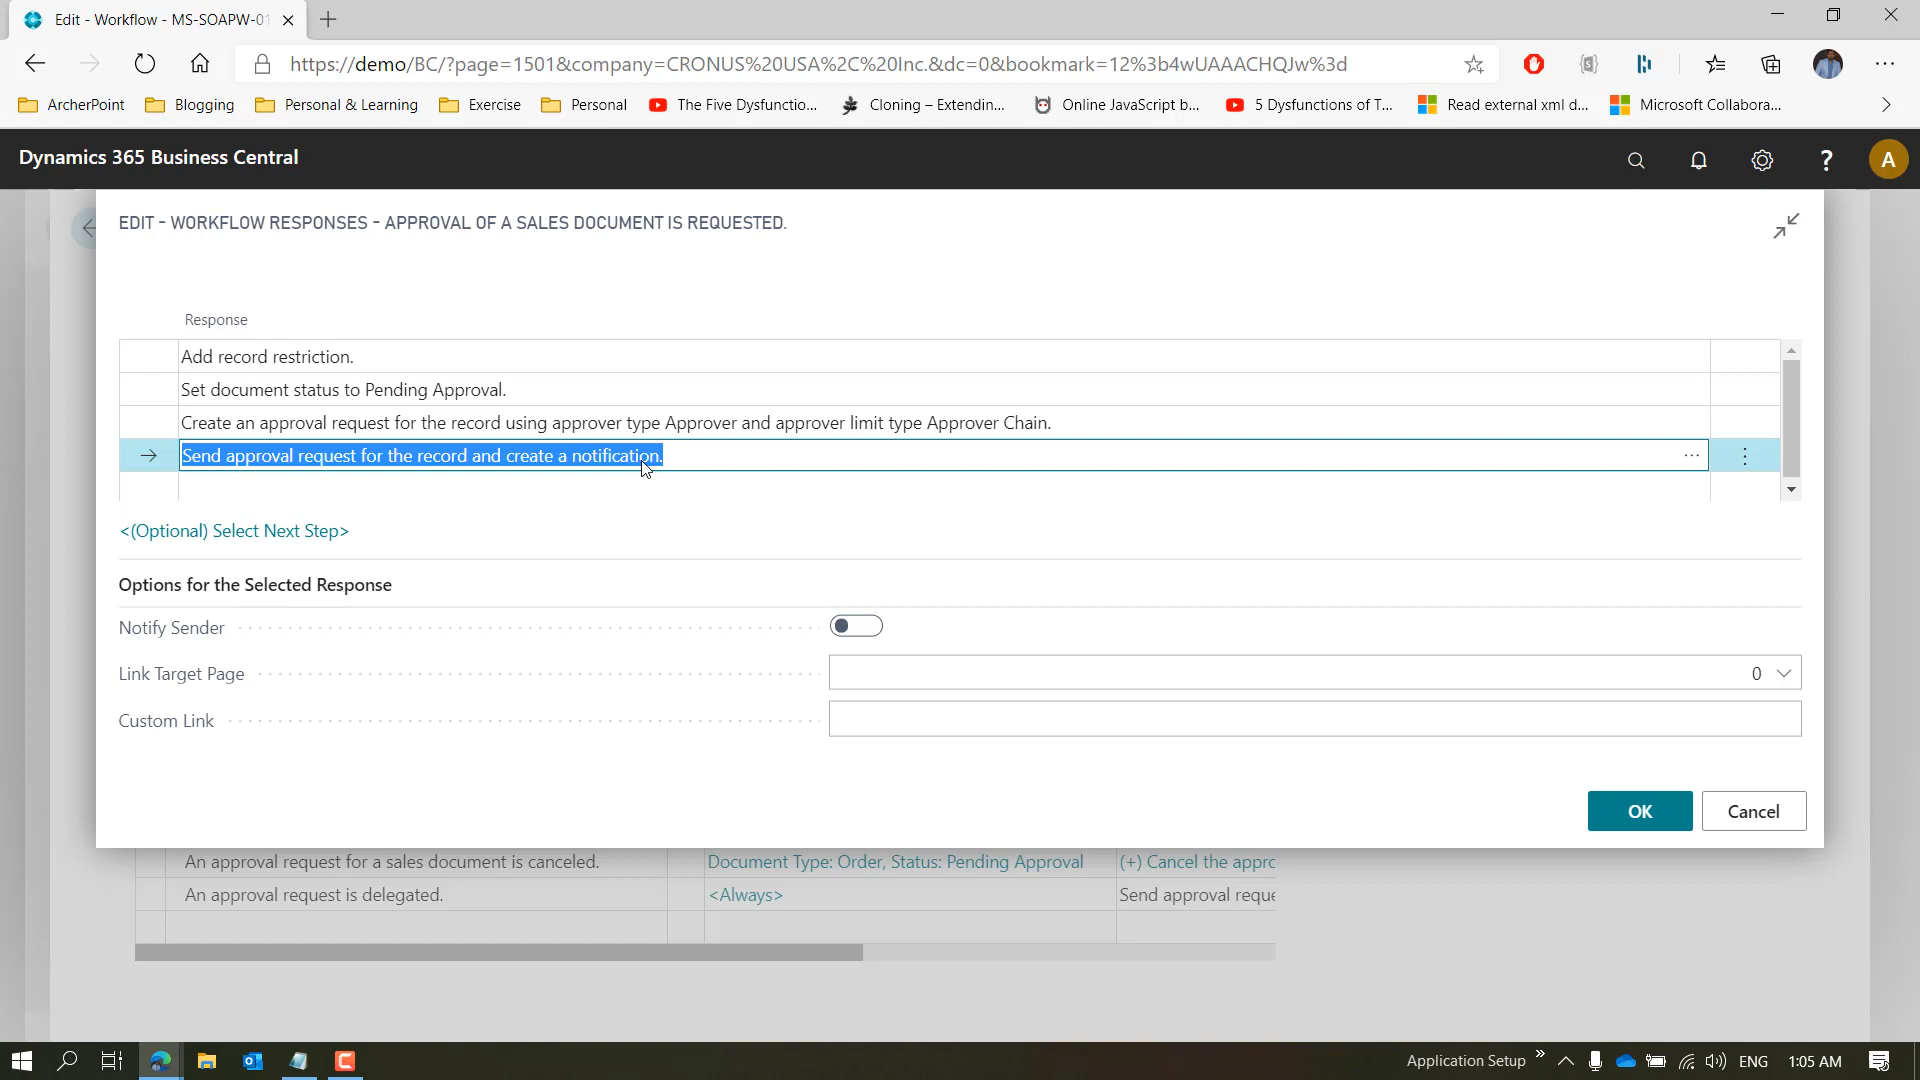 Edit - Workflow - MS-SOAPW-01
https://demo/BC/?page=1501&company=CRONUS%20USA%2C%20Inc.&dc=0&bookmark=12%3b4wUAAACHQJw%3d
ArcherPoint Blogging Personal & Learning Exercise Personal The Five Dysfunctio... Cloning – Extendin... Online JavaScript b... 5 Dysfunctions of T... Read external xml d... Microsoft Collabora...
Dynamics 365 Business Central
? A
EDIT - WORKFLOW RESPONSES - APPROVAL OF A SALES DOCUMENT IS REQUESTED.
Response
Add record restriction.
Set document status to Pending Approval.
Create an approval request for the record using approver type Approver and approver limit type Approver Chain.
Send approval request for the record and create a notification.
<(Optional) Select Next Step>
Options for the Selected Response
Notify Sender
Link Target Page 0
Custom Link
OK Cancel
An approval request for a sales document is canceled. Document Type: Order, Status: Pending Approval (+) Cancel the appro
An approval request is delegated. <Always> Send approval reque
Application Setup ENG 1:05 AM